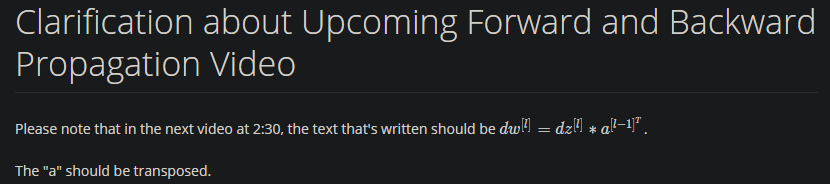 Clarification about Upcoming Forward and Backward
Propagation Video
Please note that in the next video at 2:30, the text that's written should be $dw^{[l]} = dz^{[l]} * a^{[l-1]^T}$.
The "a" should be transposed.